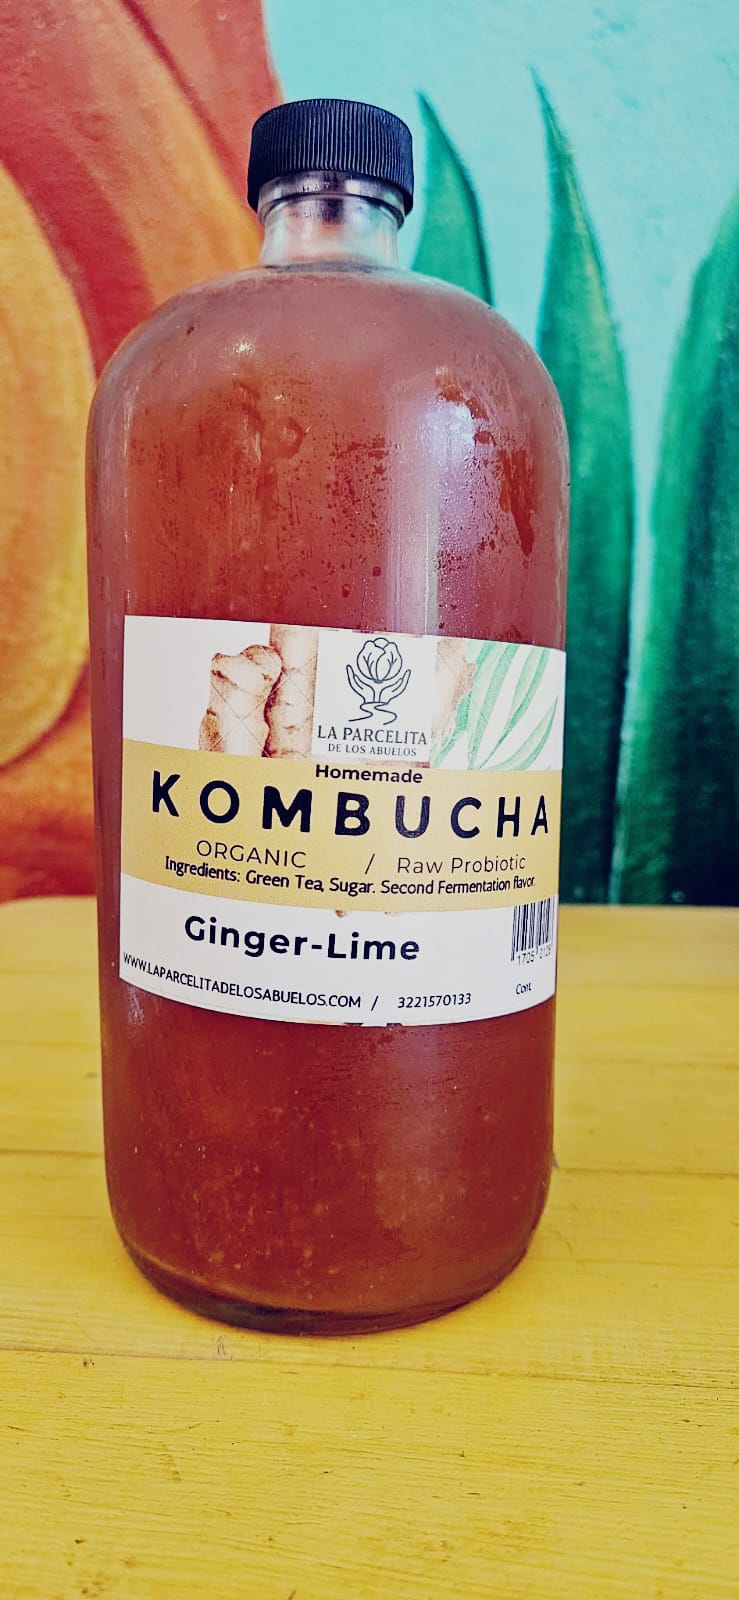 LA PARCELITA
DE LOS ABUELOS
Homemade
KOMBUCHA
ORGANIC / Raw Probiotic
Ingredients: Green Tea, Sugar. Second Fermentation flavor.
Ginger-Lime
WWW.LAPARCELITADELOSABUELOS.COM / 3221570133
Cont.